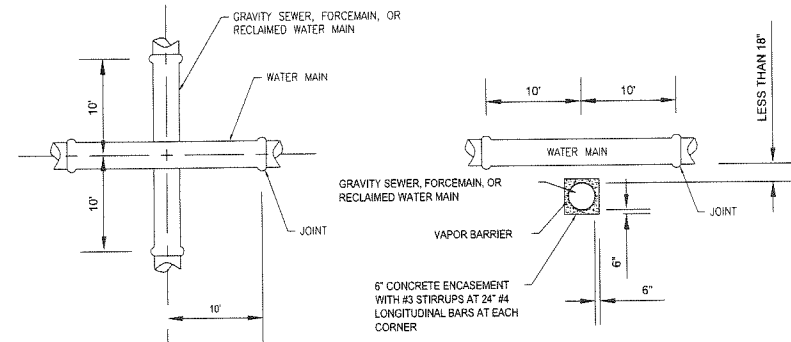 GRAVITY SEWER, FORCEMAIN, OR
RECLAIMED WATER MAIN
WATER MAIN
10'
10'
JOINT
10'
10'
10'
LESS THAN 18"
WATER MAIN
GRAVITY SEWER, FORCEMAIN, OR
RECLAIMED WATER MAIN
JOINT
VAPOR BARRIER
6"
6"
6" CONCRETE ENCASEMENT
WITH #3 STIRRUPS AT 24" #4
LONGITUDINAL BARS AT EACH
CORNER